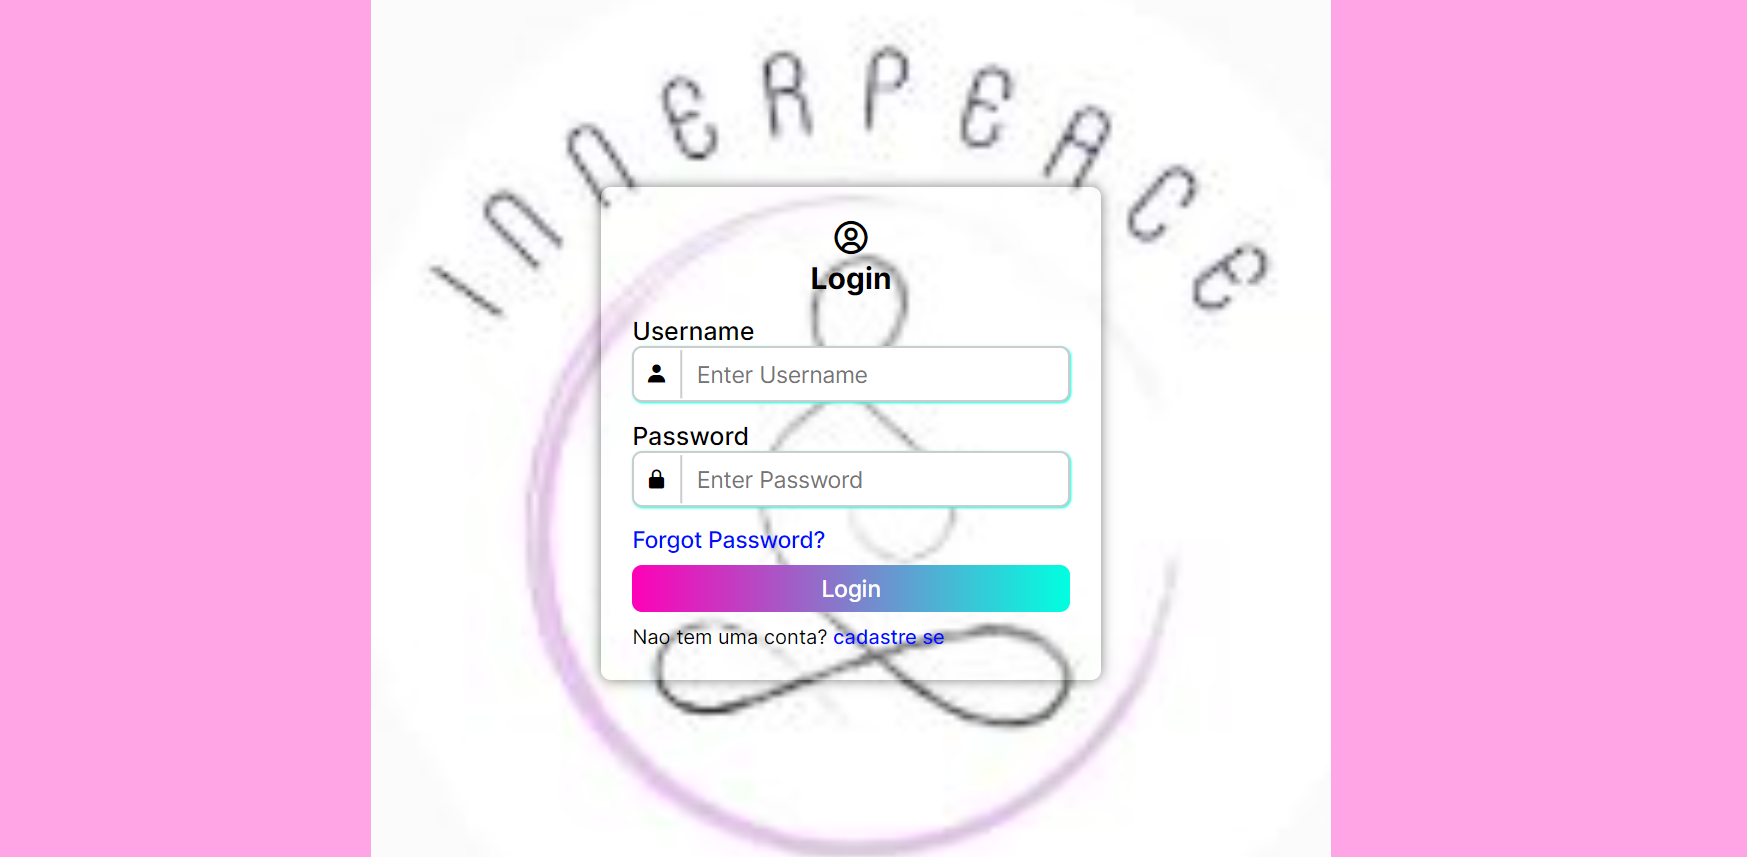 INNERPEACE
Login
Username
Enter Username
Password
Enter Password
Forgot Password?
Login
Nao tem uma conta? cadastre se